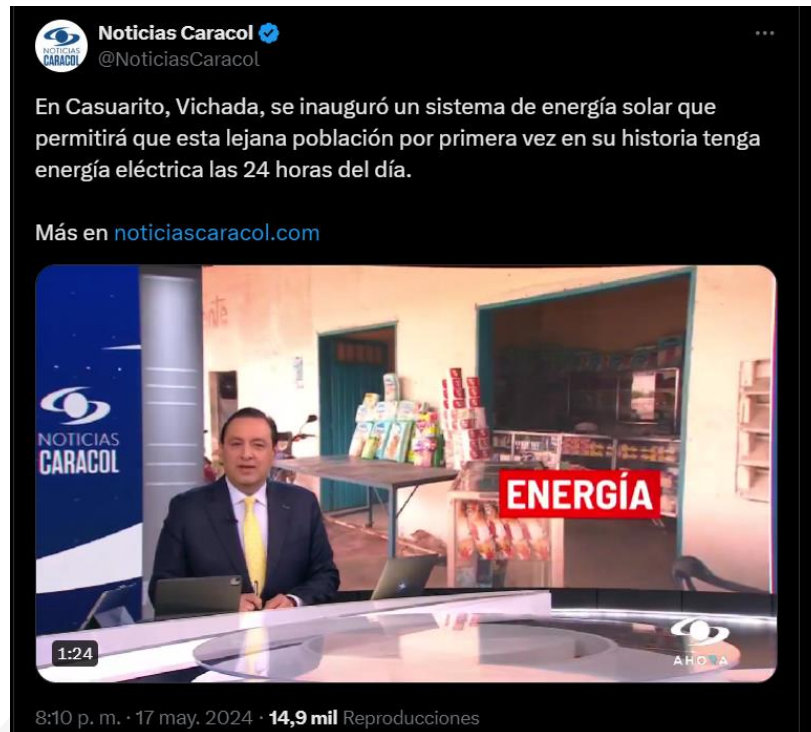 Noticias Caracol
@NoticiasCaracol
NOTICIAS
CARACOL
En Casuarito, Vichada, se inauguró un sistema de energía solar que
permitirá que esta lejana población por primera vez en su historia tenga
energía eléctrica las 24 horas del día.
Más en noticiascaracol.com
NOTICIAS
CARACOL
ENERGÍA
1:24
AHORA
8:10 p. m. · 17 may. 2024 · 14,9 mil Reproducciones